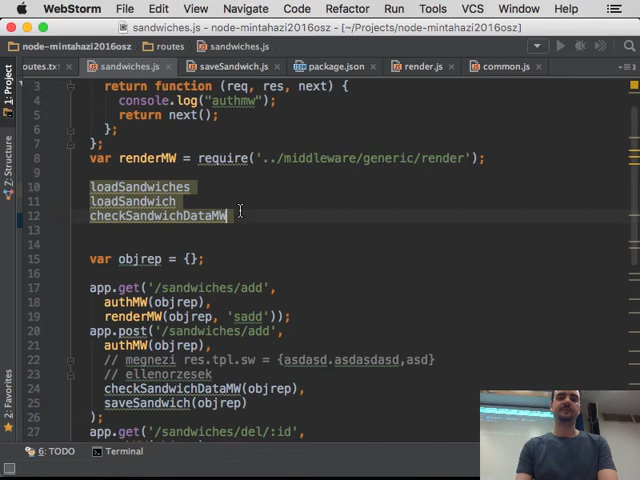 WebStorm File Edit View Navigate Code Refactor Run Tools VCS Window Help
sandwiches.js - node-mintahazi2016osz - [~/Projects/node-mintahazi2016osz]
node-mintahazi2016osz routes sandwiches.js
outes.tx sandwiches.js saveSandwich.js package.json render.js common.js 3
1: Project
7: Structure
2: Favorites
3 return function (req, res, next) {
4 console.log("authmw");
5 return next();
6 };
7 };
8 var renderMW = require('../middleware/generic/render');
9
10 loadSandwiches
11 loadSandwich
12 checkSandwichDataMW
13
14
15 var objrep = {};
16
17 app.get('/sandwiches/add',
18 authMW(objrep),
19 renderMW(objrep, 'sadd'));
20 app.post('/sandwiches/add',
21 authMW(objrep),
22 // megnezi res.tpl.sw = {asdasd.asdasdasd,asd}
23 // ellenorzesek
24 checkSandwichDataMW(objrep),
25 saveSandwich(objrep)
26 );
27 app.get('/sandwiches/del/:id',
6: TODO Terminal